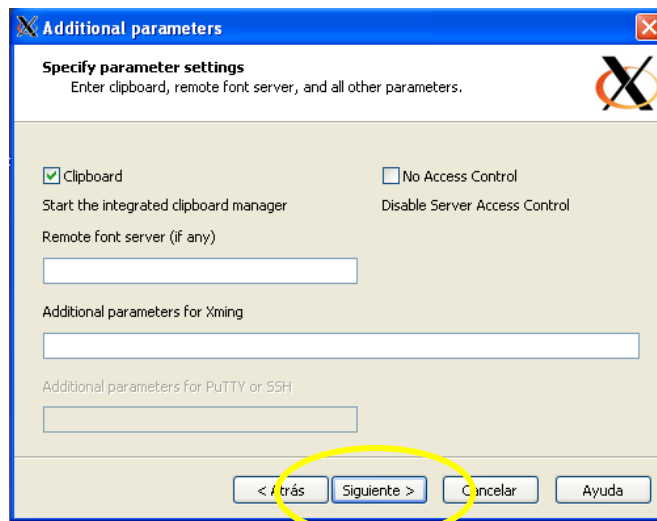 Additional parameters
Specify parameter settings
Enter clipboard, remote font server, and all other parameters.
Clipboard
No Access Control
Start the integrated clipboard manager
Disable Server Access Control
Remote font server (if any)
Additional parameters for Xming
Additional parameters for PuTTY or SSH
< Atrás
Siguiente >
Cancelar
Ayuda